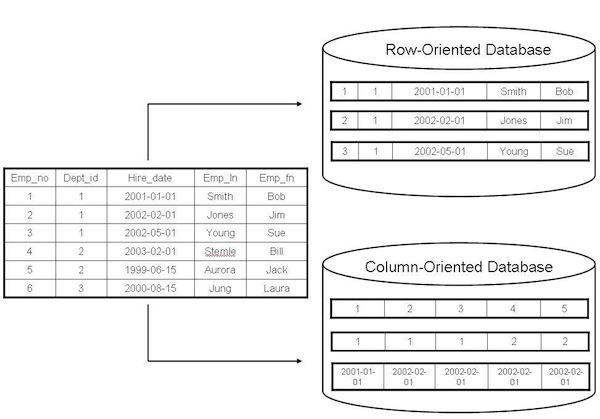 Row-Oriented Database
1 1 2001-01-01 Smith Bob
2 1 2002-02-01 Jones Jim
3 1 2002-05-01 Young Sue
Emp_no Dept_id Hire_date Emp_ln Emp_fn
1 1 2001-01-01 Smith Bob
2 1 2002-02-01 Jones Jim
3 1 2002-05-01 Young Sue
4 2 2003-02-01 Stemle Bill
5 2 1999-06-15 Aurora Jack
6 3 2000-08-15 Jung Laura
Column-Oriented Database
1 2 3 4 5
1 1 1 2 2
2001-01- 2002-02- 2002-02- 2002-02- 2002-02-
01 01 01 01 01